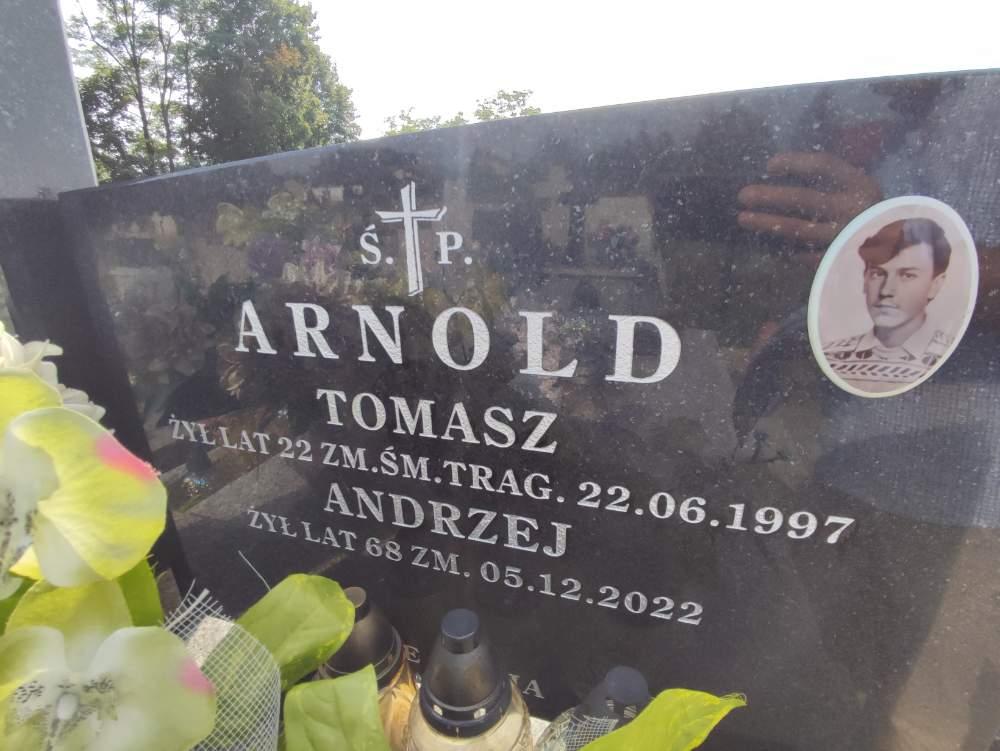 Ś. P.
ARNOLD
TOMASZ
ŻYŁ LAT 22 ZM.ŚM.TRAG. 22.06.1997
ANDRZEJ
ŻYŁ LAT 68 ZM. 05.12.2022